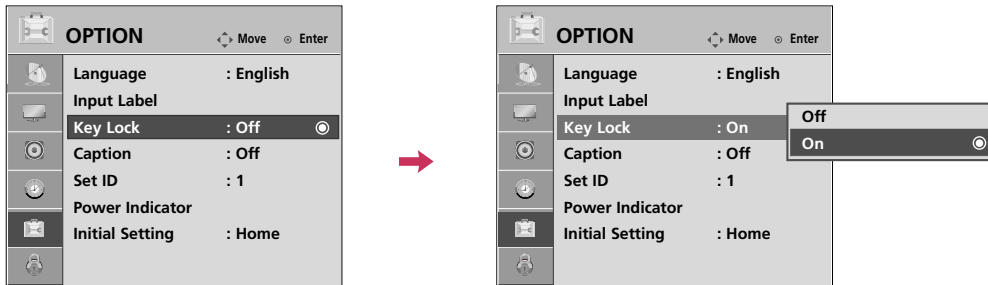 OPTION Move Enter
Language : English
Input Label
Key Lock : Off
Caption : Off
Set ID : 1
Power Indicator
Initial Setting : Home
OPTION Move Enter
Language : English
Input Label
Key Lock : On
Caption : Off
Set ID : 1
Power Indicator
Initial Setting : Home
Off
On